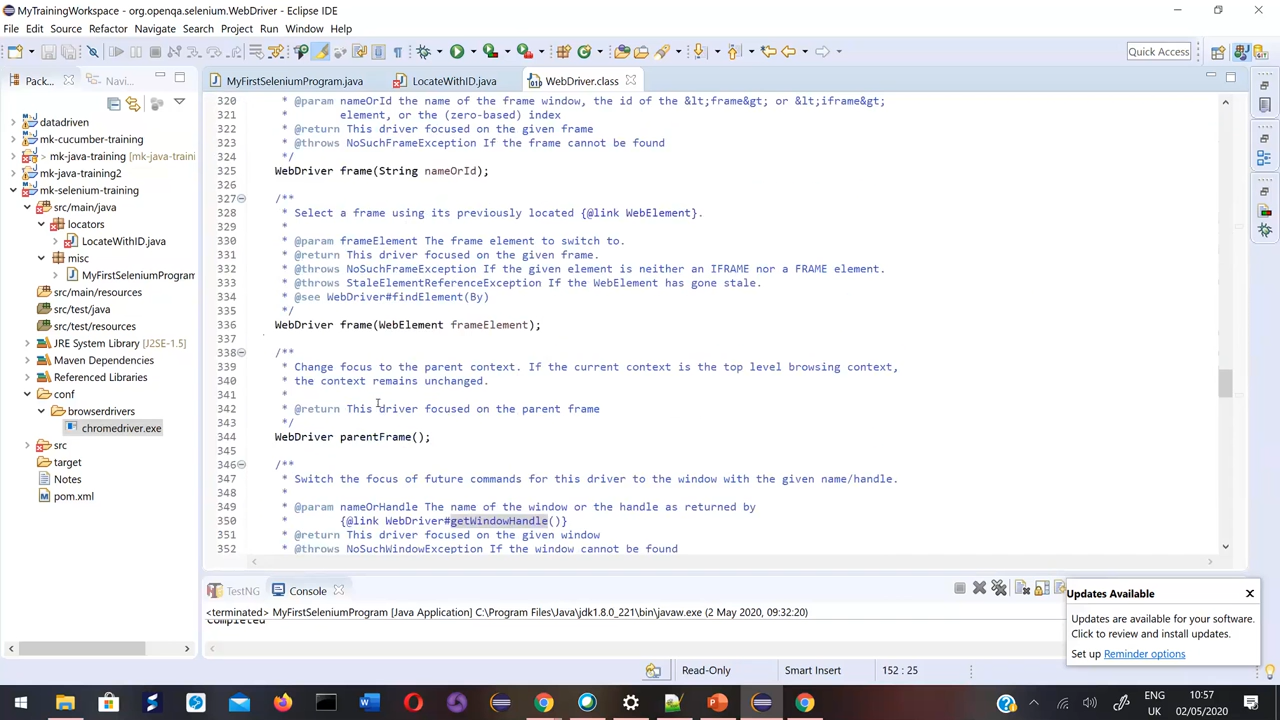 MyTrainingWorkspace - org.openqa.selenium.WebDriver - Eclipse IDE
File Edit Source Refactor Navigate Search Project Run Window Help
Quick Access
Pack... Navi...
MyFirstSeleniumProgram.java LocateWithID.java WebDriver.class
datadriven
mk-cucumber-training
> mk-java-training [mk-java-traini
mk-java-training2
mk-selenium-training
src/main/java
locators
LocateWithID.java
misc
MyFirstSeleniumProgram
src/main/resources
src/test/java
src/test/resources
JRE System Library [J2SE-1.5]
Maven Dependencies
Referenced Libraries
conf
browserdrivers
chromedriver.exe
src
target
Notes
pom.xml
320 * @param nameOrId the name of the frame window, the id of the &lt;frame&gt; or &lt;iframe&gt;
321 * element, or the (zero-based) index
322 * @return This driver focused on the given frame
323 * @throws NoSuchFrameException If the frame cannot be found
324 */
325 WebDriver frame(String nameOrId);
326
327 /**
328 * Select a frame using its previously located {@link WebElement}.
329 *
330 * @param frameElement The frame element to switch to.
331 * @return This driver focused on the given frame.
332 * @throws NoSuchFrameException If the given element is neither an IFRAME nor a FRAME element.
333 * @throws StaleElementReferenceException If the WebElement has gone stale.
334 * @see WebDriver#findElement(By)
335 */
336 WebDriver frame(WebElement frameElement);
337
338 /**
339 * Change focus to the parent context. If the current context is the top level browsing context,
340 * the context remains unchanged.
341 *
342 * @return This driver focused on the parent frame
343 */
344 WebDriver parentFrame();
345
346 /**
347 * Switch the focus of future commands for this driver to the window with the given name/handle.
348 *
349 * @param nameOrHandle The name of the window or the handle as returned by
350 * {@link WebDriver#getWindowHandle()}
351 * @return This driver focused on the given window
352 * @throws NoSuchWindowException If the window cannot be found
TestNG Console
<terminated> MyFirstSeleniumProgram [Java Application] C:\Program Files\Java\jdk1.8.0_221\bin\javaw.exe (2 May 2020, 09:32:20)
Completed
Updates Available
Updates are available for your software.
Click to review and install updates.
Set up Reminder options
Read-Only Smart Insert 152 : 25
ENG
UK
10:57
02/05/2020